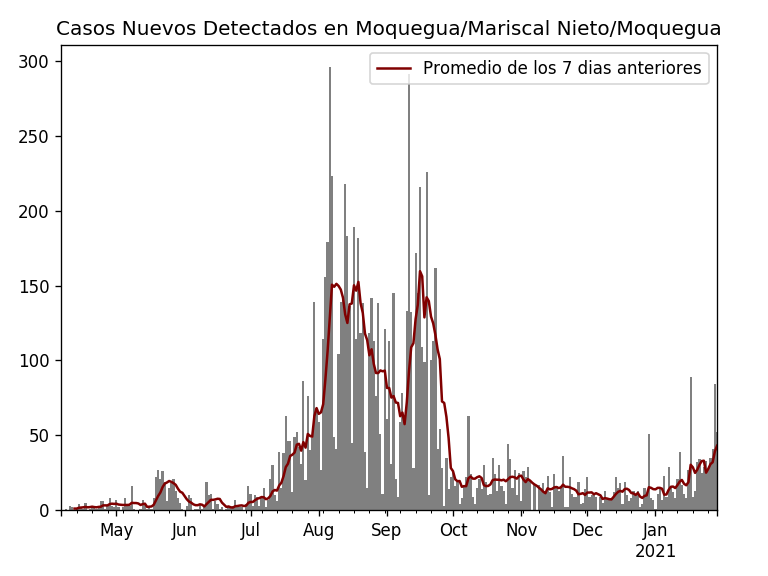 Casos Nuevos Detectados en Moquegua/Mariscal Nieto/Moquegua
Promedio de los 7 dias anteriores
300
250
200
150
100
50
0
May Jun Jul Aug Sep Oct Nov Dec Jan
2021